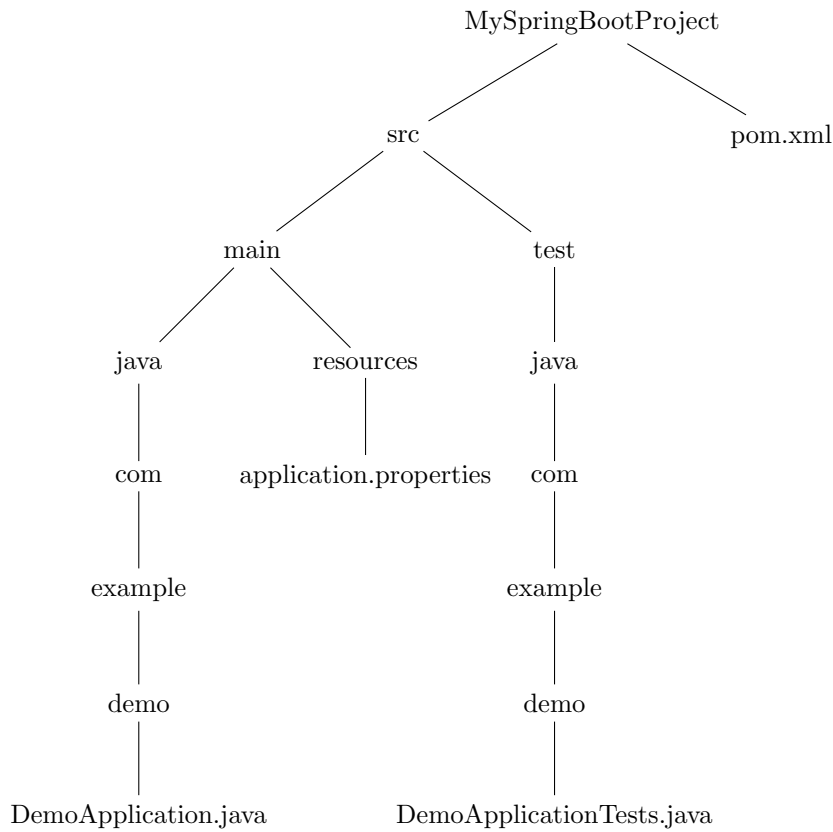 MySpringBootProject
src
pom.xml
main
test
java
resources
java
com
application.properties
com
example
example
demo
demo
DemoApplication.java
DemoApplicationTests.java